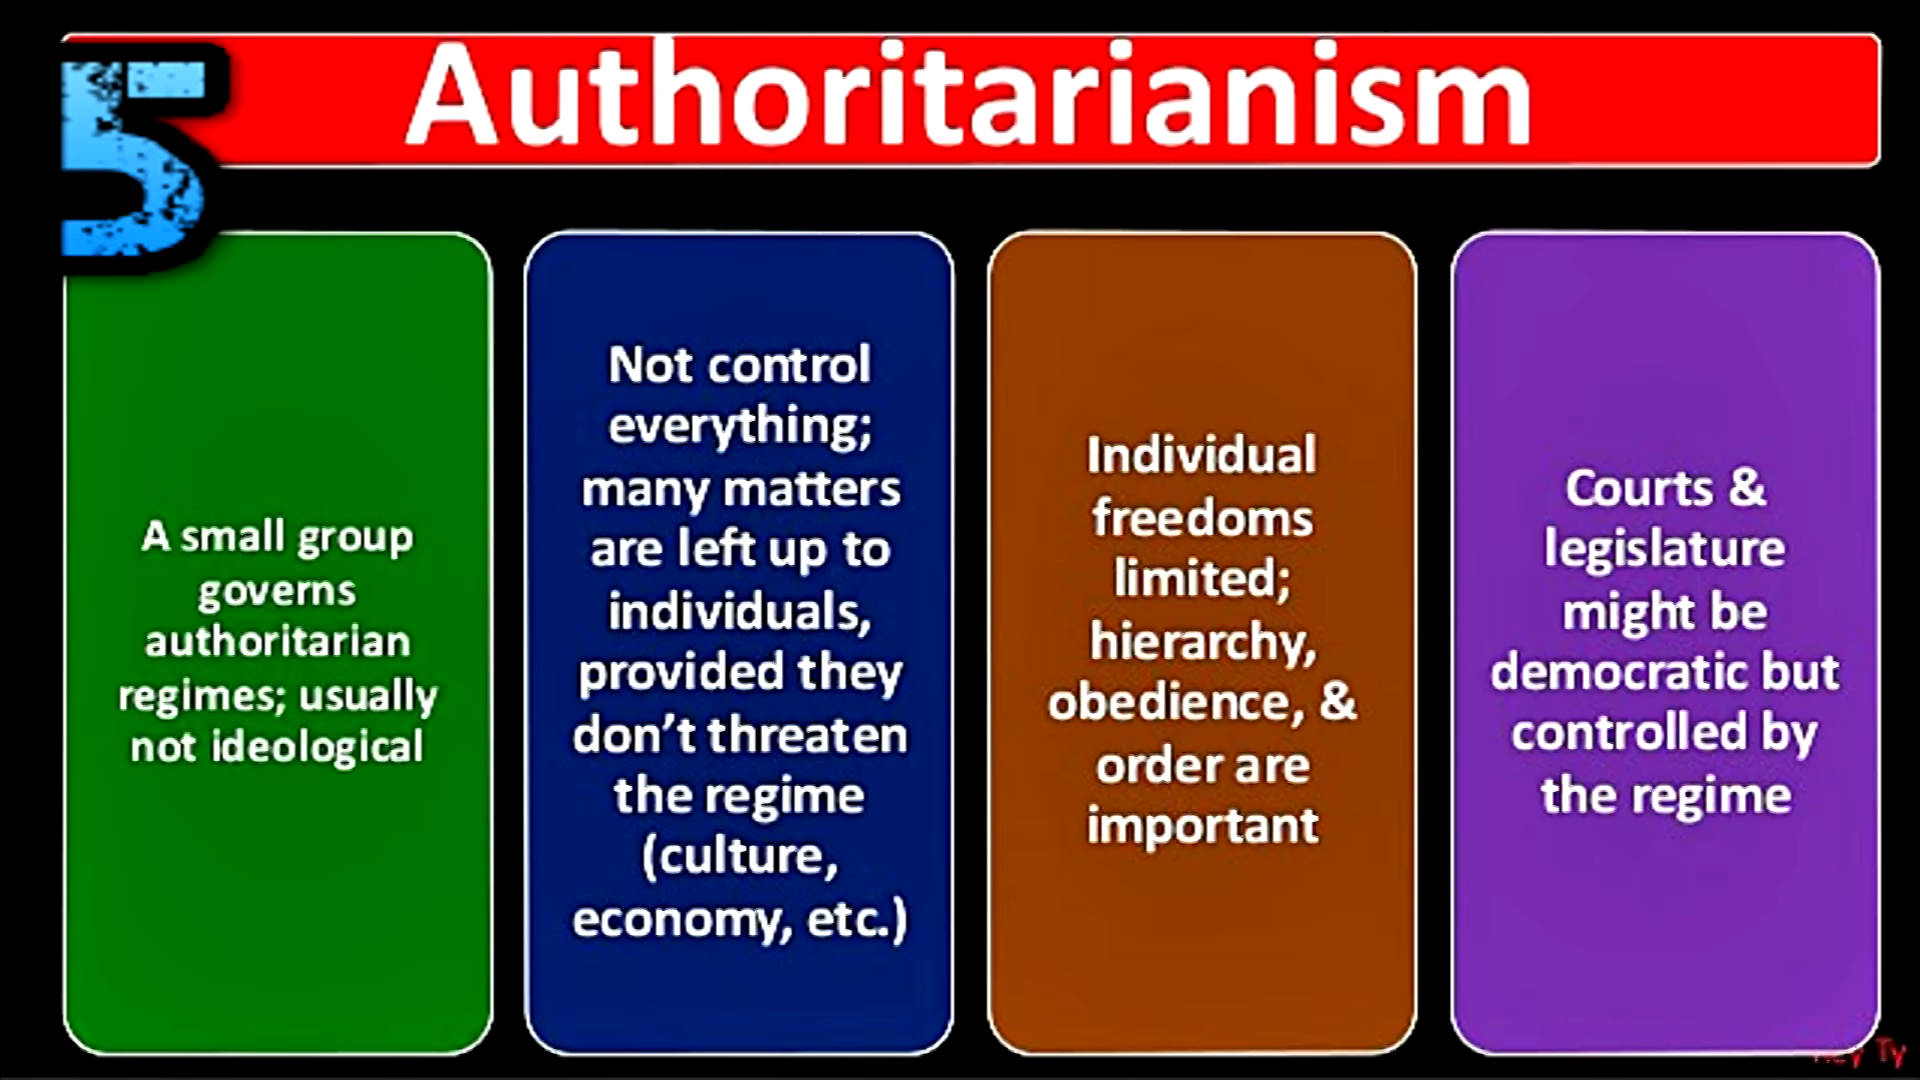 5
Authoritarianism
A small group
governs
authoritarian
regimes; usually
not ideological
Not control
everything;
many matters
are left up to
individuals,
provided they
don’t threaten
the regime
(culture,
economy, etc.)
Individual
freedoms
limited;
hierarchy,
obedience, &
order are
important
Courts &
legislature
might be
democratic but
controlled by
the regime
Ty